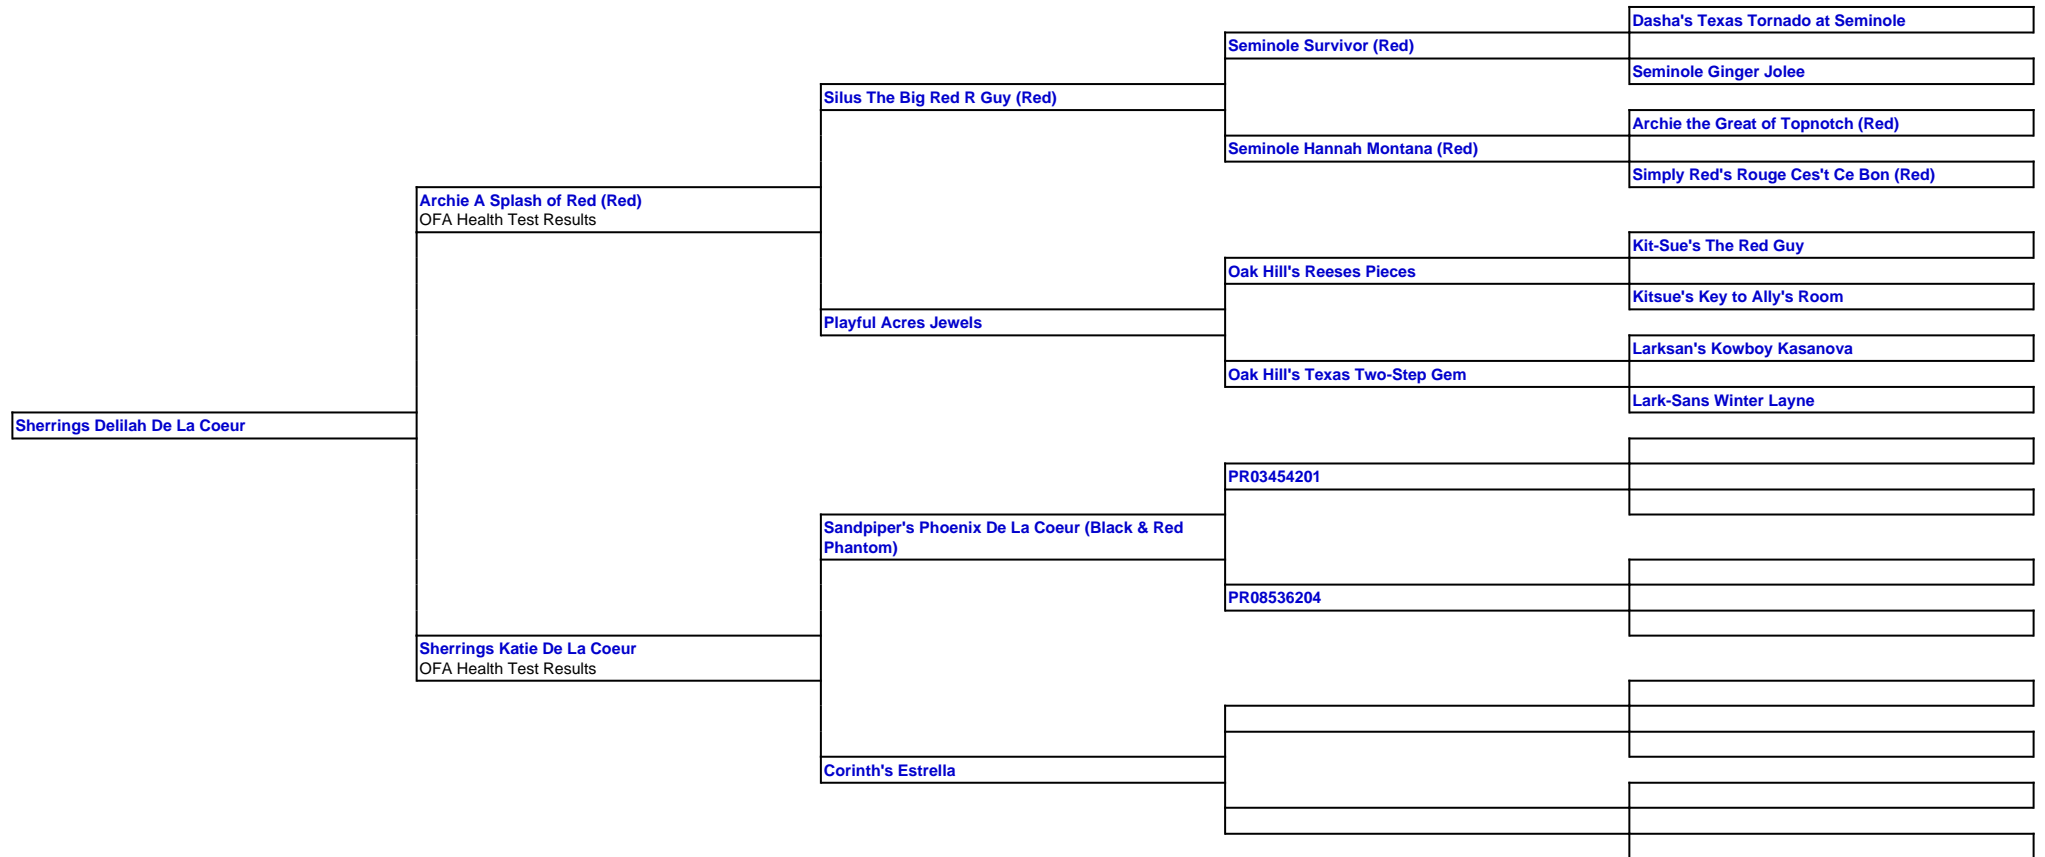 Dasha's Texas Tornado at Seminole
Seminole Survivor (Red)
Seminole Ginger Jolee
Silus The Big Red R Guy (Red)
Archie the Great of Topnotch (Red)
Seminole Hannah Montana (Red)
Simply Red's Rouge Ces't Ce Bon (Red)
Archie A Splash of Red (Red)
OFA Health Test Results
Kit-Sue's The Red Guy
Oak Hill's Reeses Pieces
Kitsue's Key to Ally's Room
Playful Acres Jewels
Larksan's Kowboy Kasanova
Oak Hill's Texas Two-Step Gem
Lark-Sans Winter Layne
Sherrings Delilah De La Coeur
PR03454201
Sandpiper's Phoenix De La Coeur (Black & Red
Phantom)
PR08536204
Sherrings Katie De La Coeur
OFA Health Test Results
Corinth's Estrella